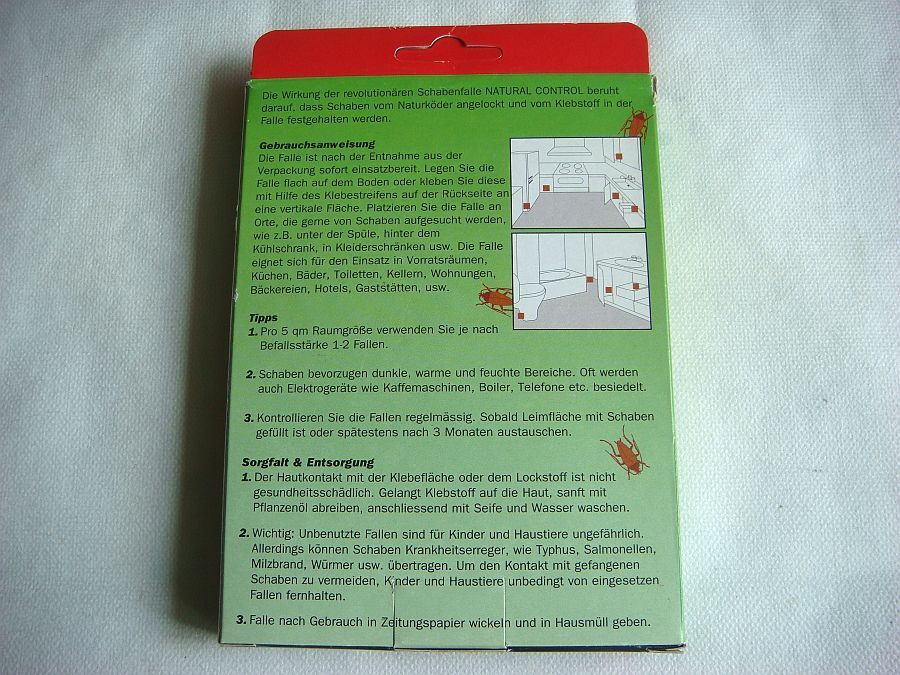 Die Wirkung der revolutionären Schabenfalle NATURAL CONTROL beruht
darauf, dass Schaben vom Naturköder angelockt und vom Klebstoff in der
Falle festgehalten werden.
Gebrauchsanweisung
Die Falle ist nach der Entnahme aus der
Verpackung sofort einsatzbereit. Legen Sie die
Falle flach auf dem Boden oder kleben Sie diese
mit Hilfe des Klebestreifens auf der Rückseite an
eine vertikale Fläche. Platzieren Sie die Falle an
Orte, die gerne von Schaben aufgesucht werden,
wie z.B. unter der Spüle, hinter dem
Kühlschrank, in Kleiderschränken usw. Die Falle
eignet sich für den Einsatz in Vorratsräumen,
Küchen, Bäder, Toiletten, Kellern, Wohnungen,
Bäckereien, Hotels, Gaststätten, usw.
Tipps
1. Pro 5 qm Raumgröße verwenden Sie je nach
Befallsstärke 1-2 Fallen.
2. Schaben bevorzugen dunkle, warme und feuchte Bereiche. Oft werden
auch Elektrogeräte wie Kaffemaschinen, Boiler, Telefone etc. besiedelt.
3. Kontrollieren Sie die Fallen regelmässig. Sobald Leimfläche mit Schaben
gefüllt ist oder spätestens nach 3 Monaten austauschen.
Sorgfalt & Entsorgung
1. Der Hautkontakt mit der Klebefläche oder dem Lockstoff ist nicht
gesundheitsschädlich. Gelangt Klebstoff auf die Haut, sanft mit
Pflanzenöl abreiben, anschliessend mit Seife und Wasser waschen.
2. Wichtig: Unbenutzte Fallen sind für Kinder und Haustiere ungefährlich.
Allerdings können Schaben Krankheitserreger, wie Typhus, Salmonellen,
Milzbrand, Würmer usw. übertragen. Um den Kontakt mit gefangenen
Schaben zu vermeiden, Kinder und Haustiere unbedingt von eingesetzen
Fallen fernhalten.
3. Falle nach Gebrauch in Zeitungspapier wickeln und in Hausmüll geben.